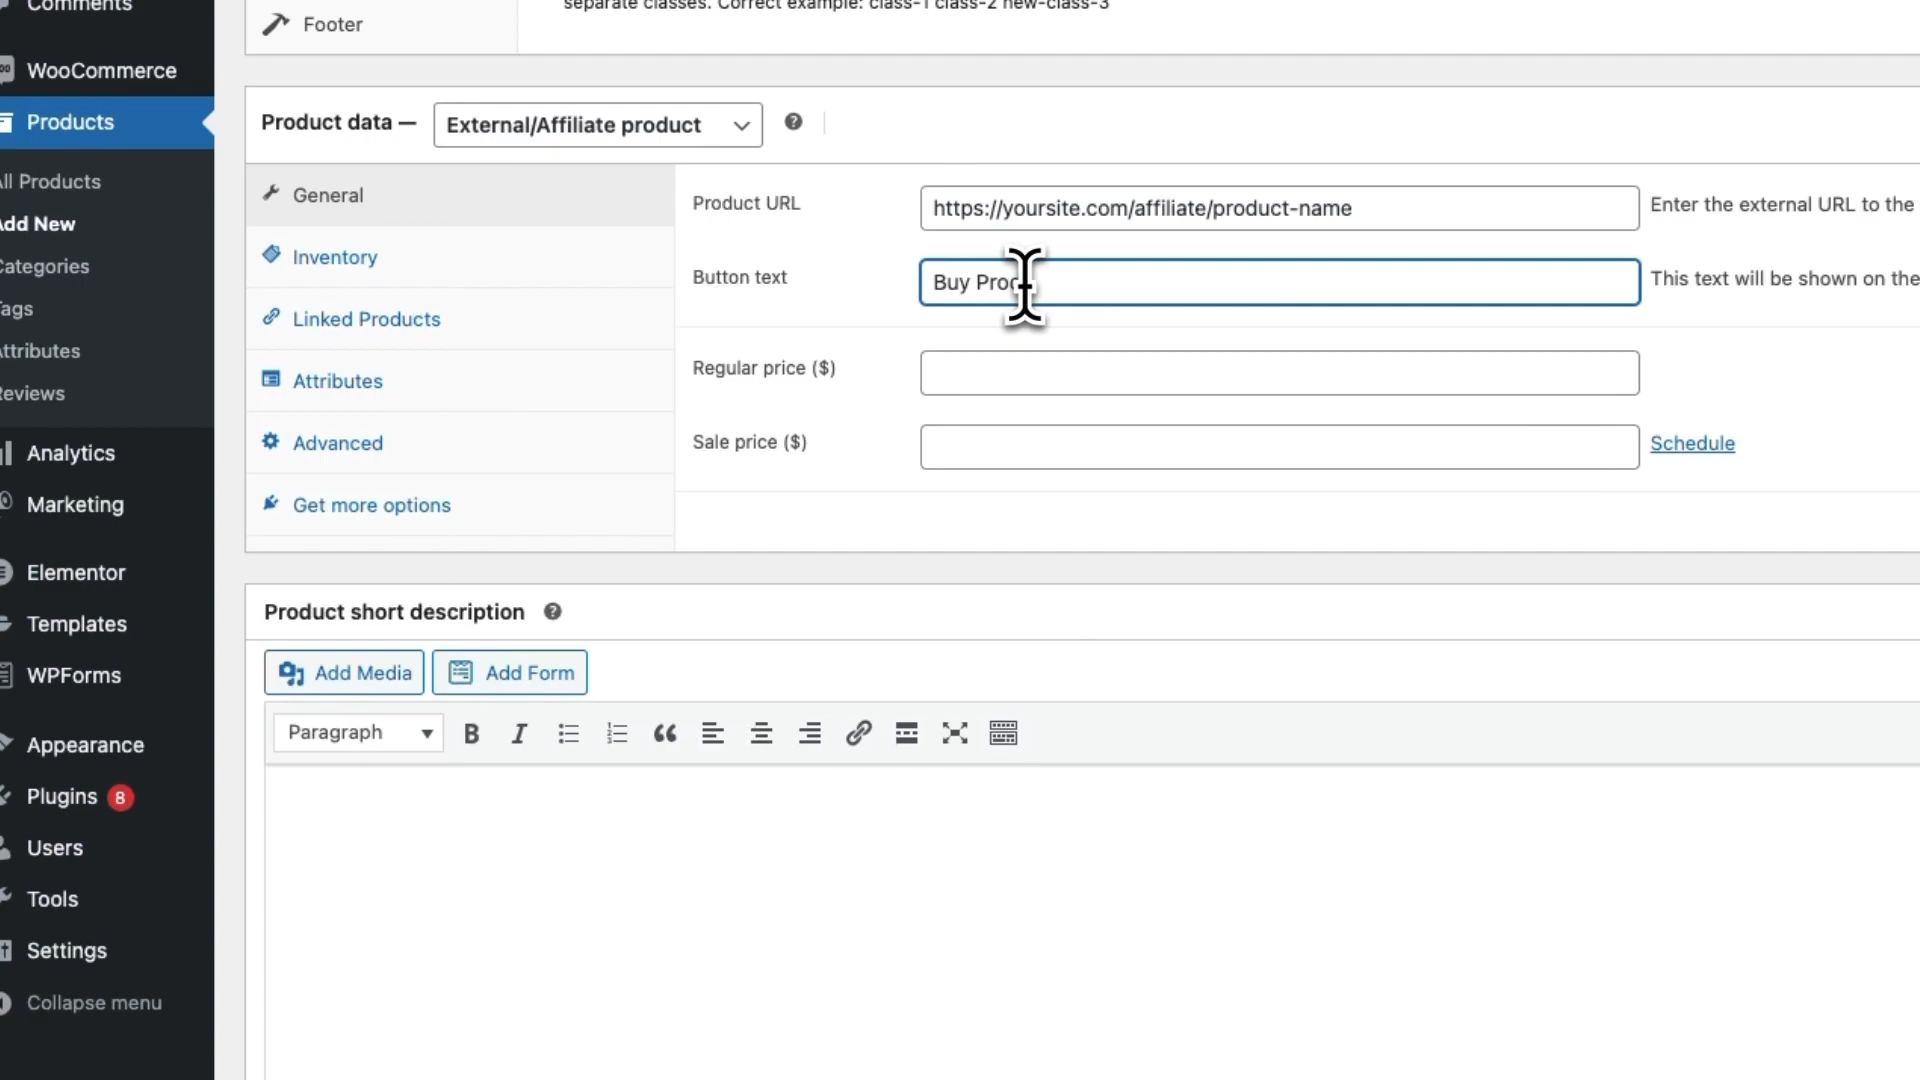 Comments
WooCommerce
Products
All Products
Add New
Categories
Tags
Attributes
Reviews
Analytics
Marketing
Elementor
Templates
WPForms
Appearance
Plugins 8
Users
Tools
Settings
Collapse menu
Footer
separate classes. Correct example: class-1 class-2 new-class-3
Product data — External/Affiliate product
General
Inventory
Linked Products
Attributes
Advanced
Get more options
Product URL https://yoursite.com/affiliate/product-name Enter the external URL to the
Button text Buy Prod This text will be shown on the
Regular price ($)
Sale price ($) Schedule
Product short description
Add Media Add Form
Paragraph